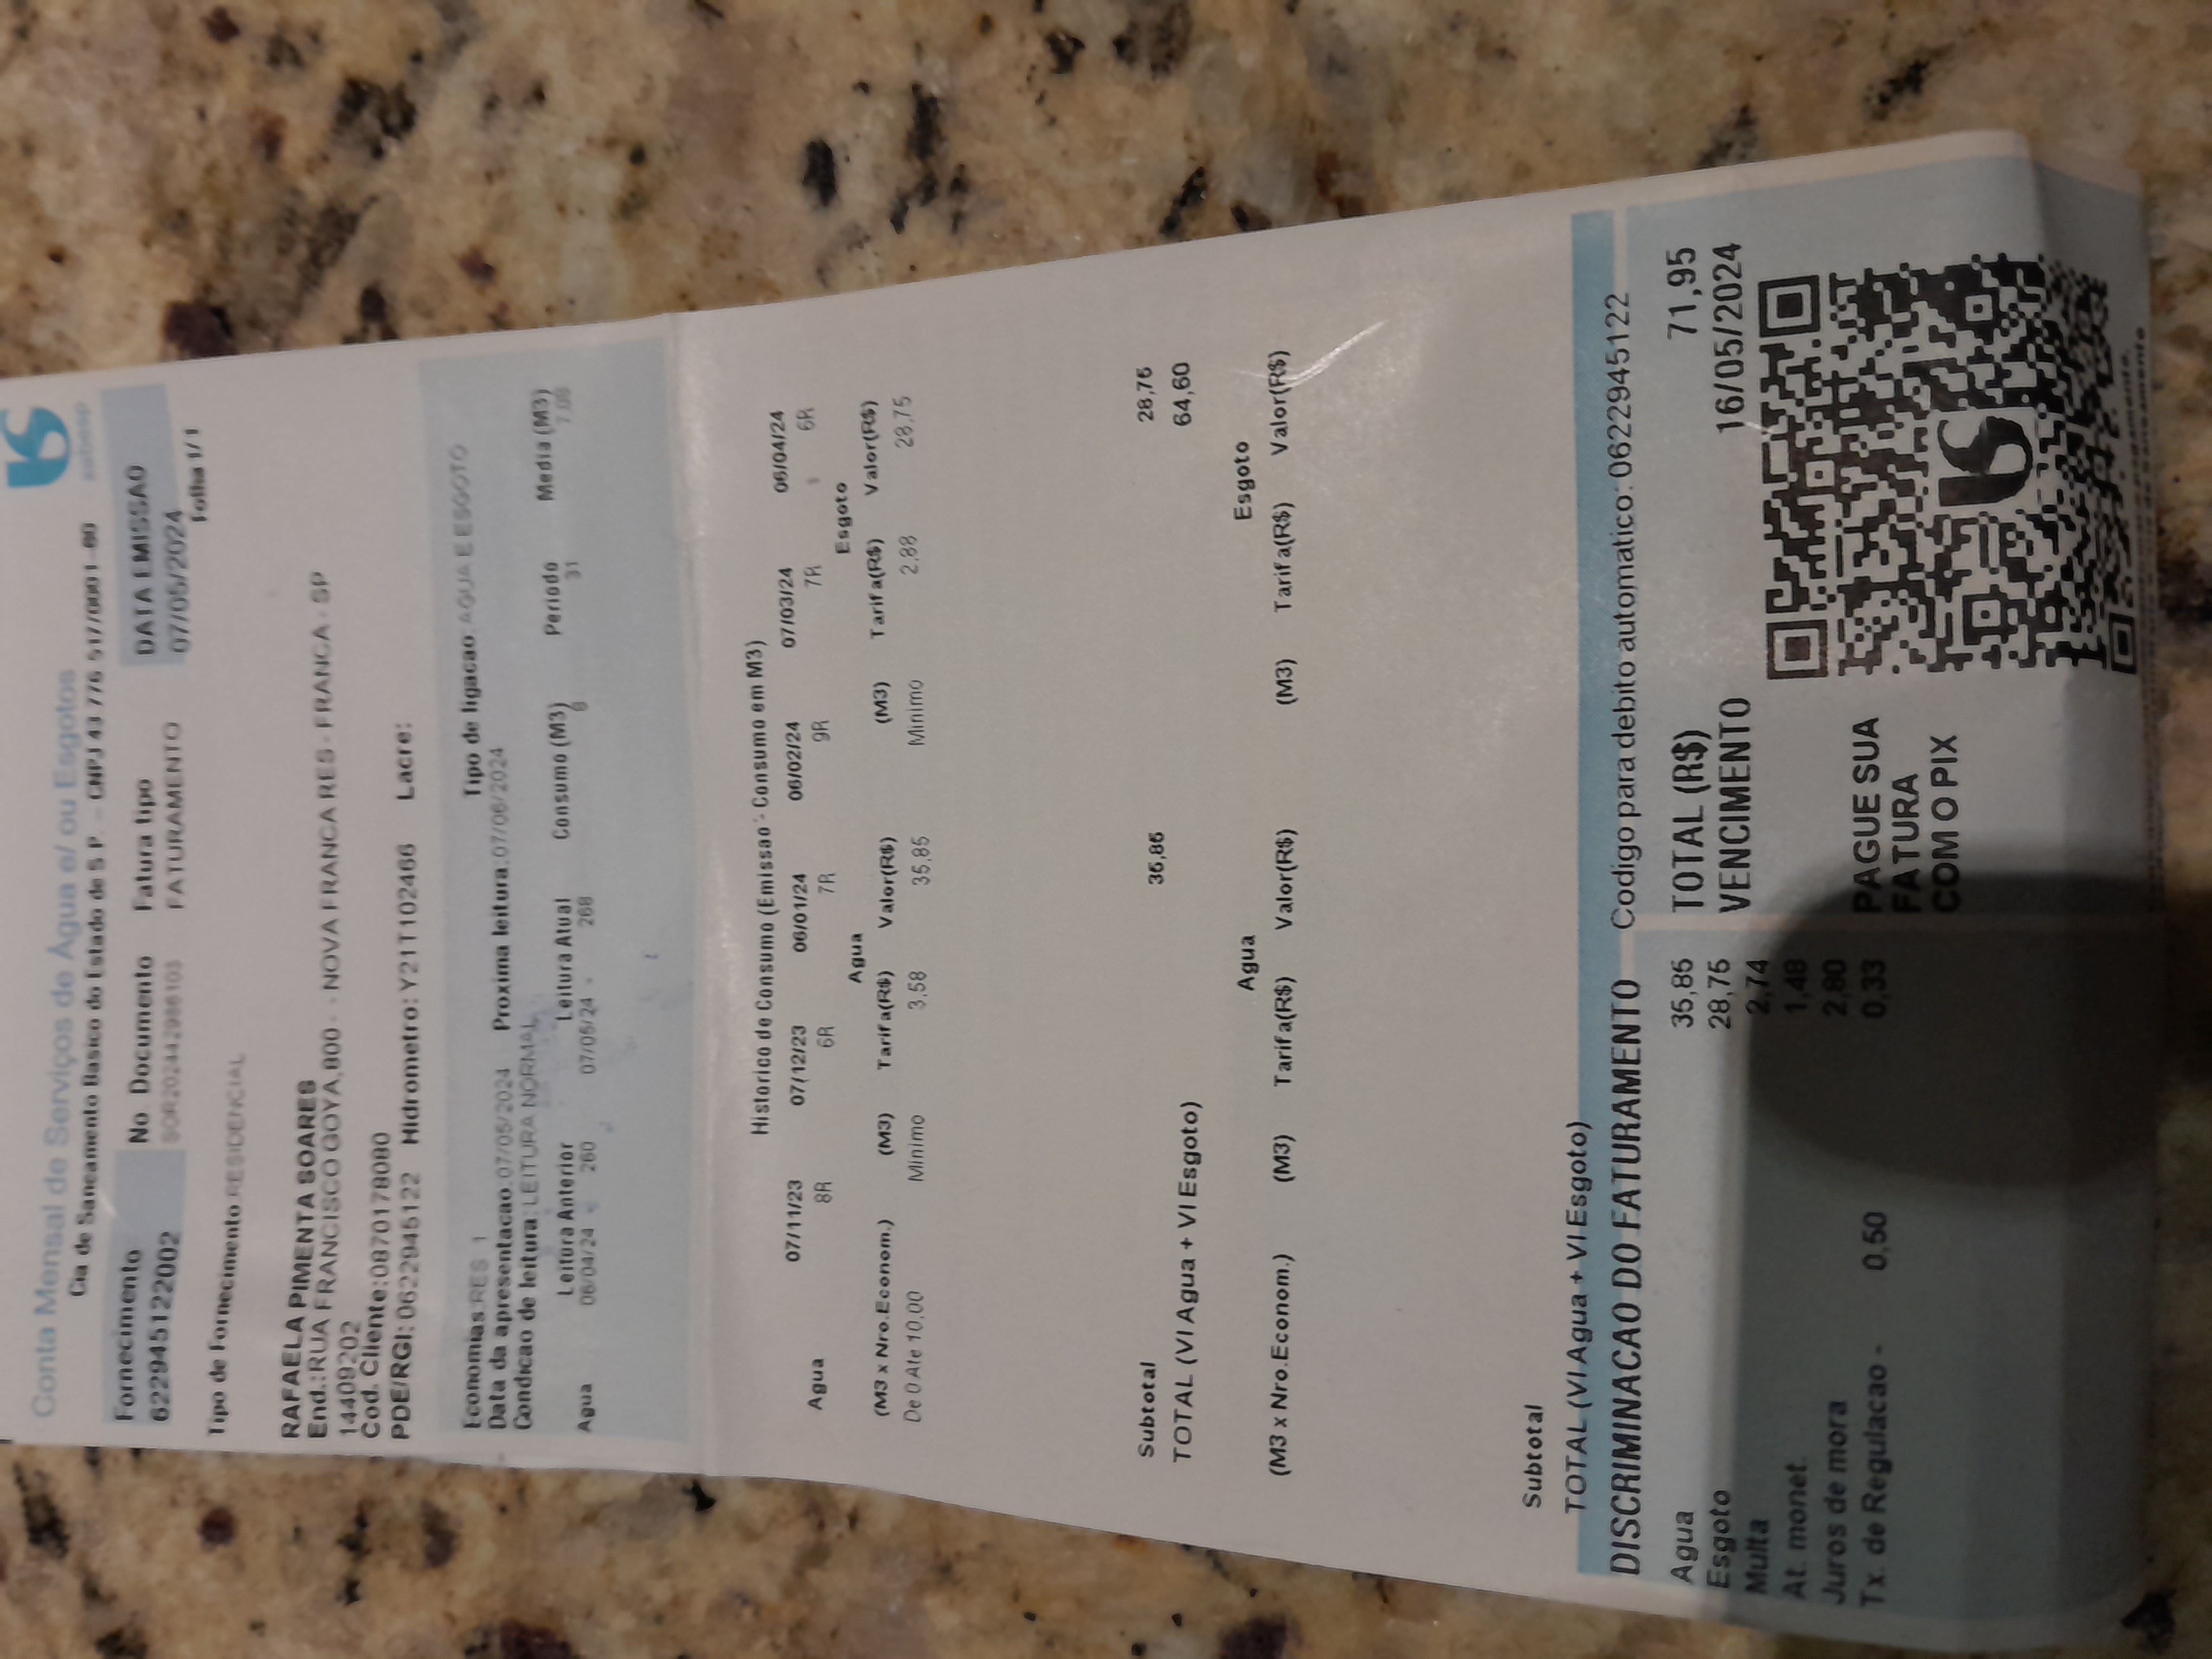 Conta Mensal de Serviços de Água e/ ou Esgotos
sabesp
Cia de Saneamento Basico do Estado de S P. - CNPJ 43.776.517/0001-80
Fornecimento No. Documento Fatura tipo DATA EMISSAO
622945122002 SOR202442986103 FATURAMENTO 07/05/2024
Folha 1/1
Tipo de Fornecimento:RESIDENCIAL
RAFAELA PIMENTA SOARES
End.:RUA FRANCISCO GOYA,800 - - NOVA FRANCA RES - FRANCA - SP
14409202
Cod. Cliente:0870178080
PDE/RGI: 0622945122 Hidrometro: Y21T102466 Lacre:
Economias:RES 1 Tipo de ligacao:AGUA E ESGOTO
Data da apresentacao:07/05/2024 Proxima leitura:07/06/2024
Condicao de leitura:LEITURA NORMAL
Leitura Anterior Leitura Atual Consumo (M3) Periodo Media (M3)
Agua 06/04/24 - 260 07/05/24 - 268 8 31
Historico de Consumo (Emissao - Consumo em M3)
07/11/23 07/12/23 06/01/24 06/02/24 07/03/24 06/04/24
Agua 8R 6R 7R 9R 7R 6R
Agua Esgoto
(M3 x Nro.Econom.) (M3) Tarifa(R$) Valor(R$) (M3) Tarifa(R$) Valor(R$)
De 0 Ate 10,00 Minimo 3,58 35,85 Minimo 2,88 28,75
Subtotal 35,85 28,75
TOTAL (Vl Agua + Vl Esgoto) 64,60
Agua Esgoto
(M3 x Nro.Econom.) (M3) Tarifa(R$) Valor(R$) (M3) Tarifa(R$) Valor(R$)
Subtotal
TOTAL (Vl Agua + Vl Esgoto)
DISCRIMINACAO DO FATURAMENTO Codigo para debito automatico: 0622945122
Agua 35,85
Esgoto 28,75
Multa 2,74
At. monet. 1,48
Juros de mora 2,80
Tx. de Regulacao - 0,50 0,33
TOTAL (R$) 71,95
VENCIMENTO 16/05/2024
PAGUE SUA
FATURA
COM O PIX
pagamento,
de Saneamento